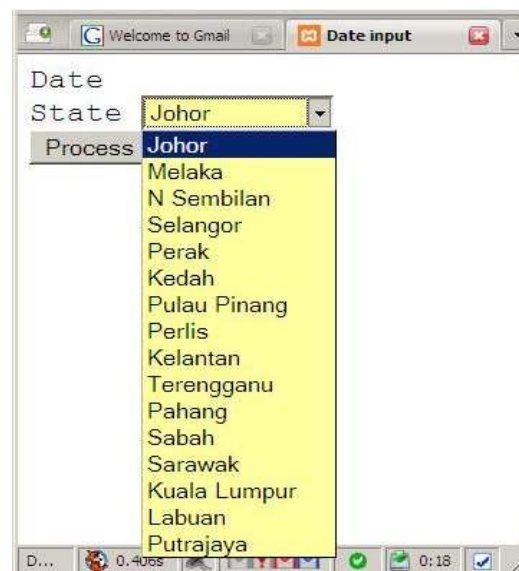 Welcome to Gmail
Date input
Date
State Johor
Process
Johor
Melaka
N Sembilan
Selangor
Perak
Kedah
Pulau Pinang
Perlis
Kelantan
Terengganu
Pahang
Sabah
Sarawak
Kuala Lumpur
Labuan
Putrajaya
D... 0.406s 0:18